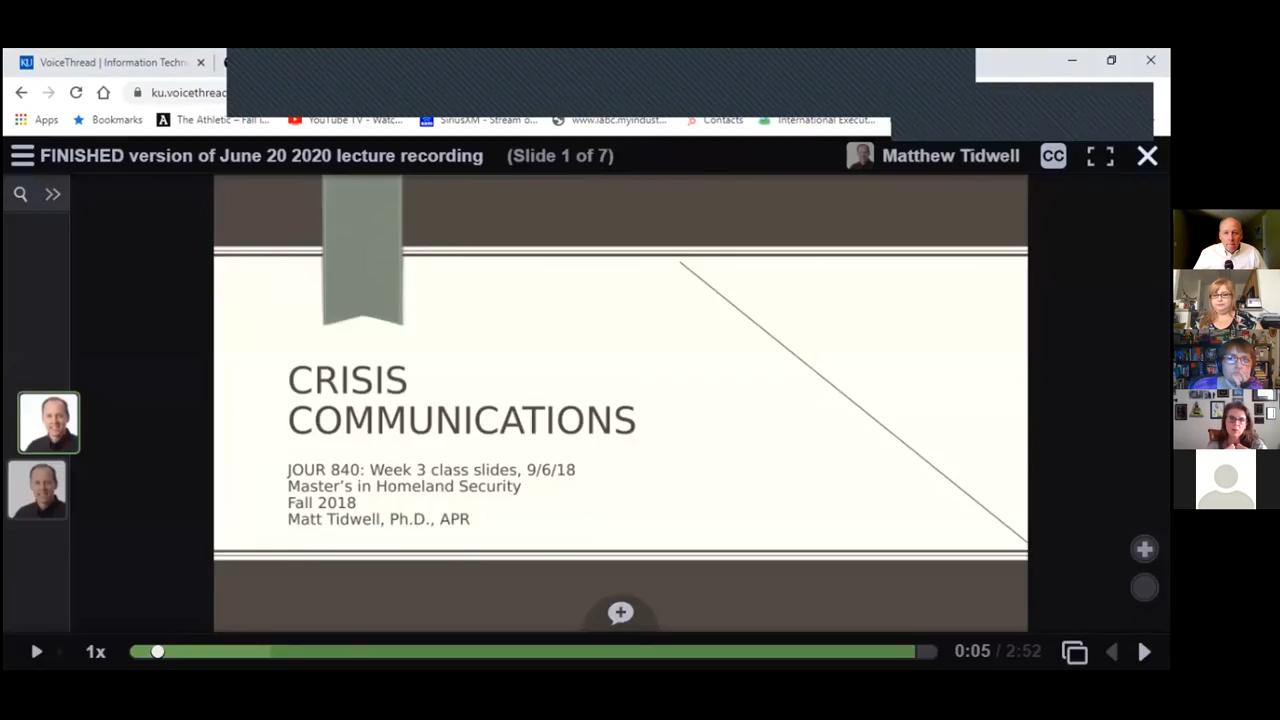 KU VoiceThread | Information Techn
ku.voicethread
Apps Bookmarks A The Athletic – Fall i... YouTube TV - Watc... SiriusXM - Stream o... www.iabc.myindust... Contacts International Execut...
FINISHED version of June 20 2020 lecture recording (Slide 1 of 7) Matthew Tidwell CC
CRISIS
COMMUNICATIONS
JOUR 840: Week 3 class slides, 9/6/18
Master's in Homeland Security
Fall 2018
Matt Tidwell, Ph.D., APR
1x 0:05 / 2:52